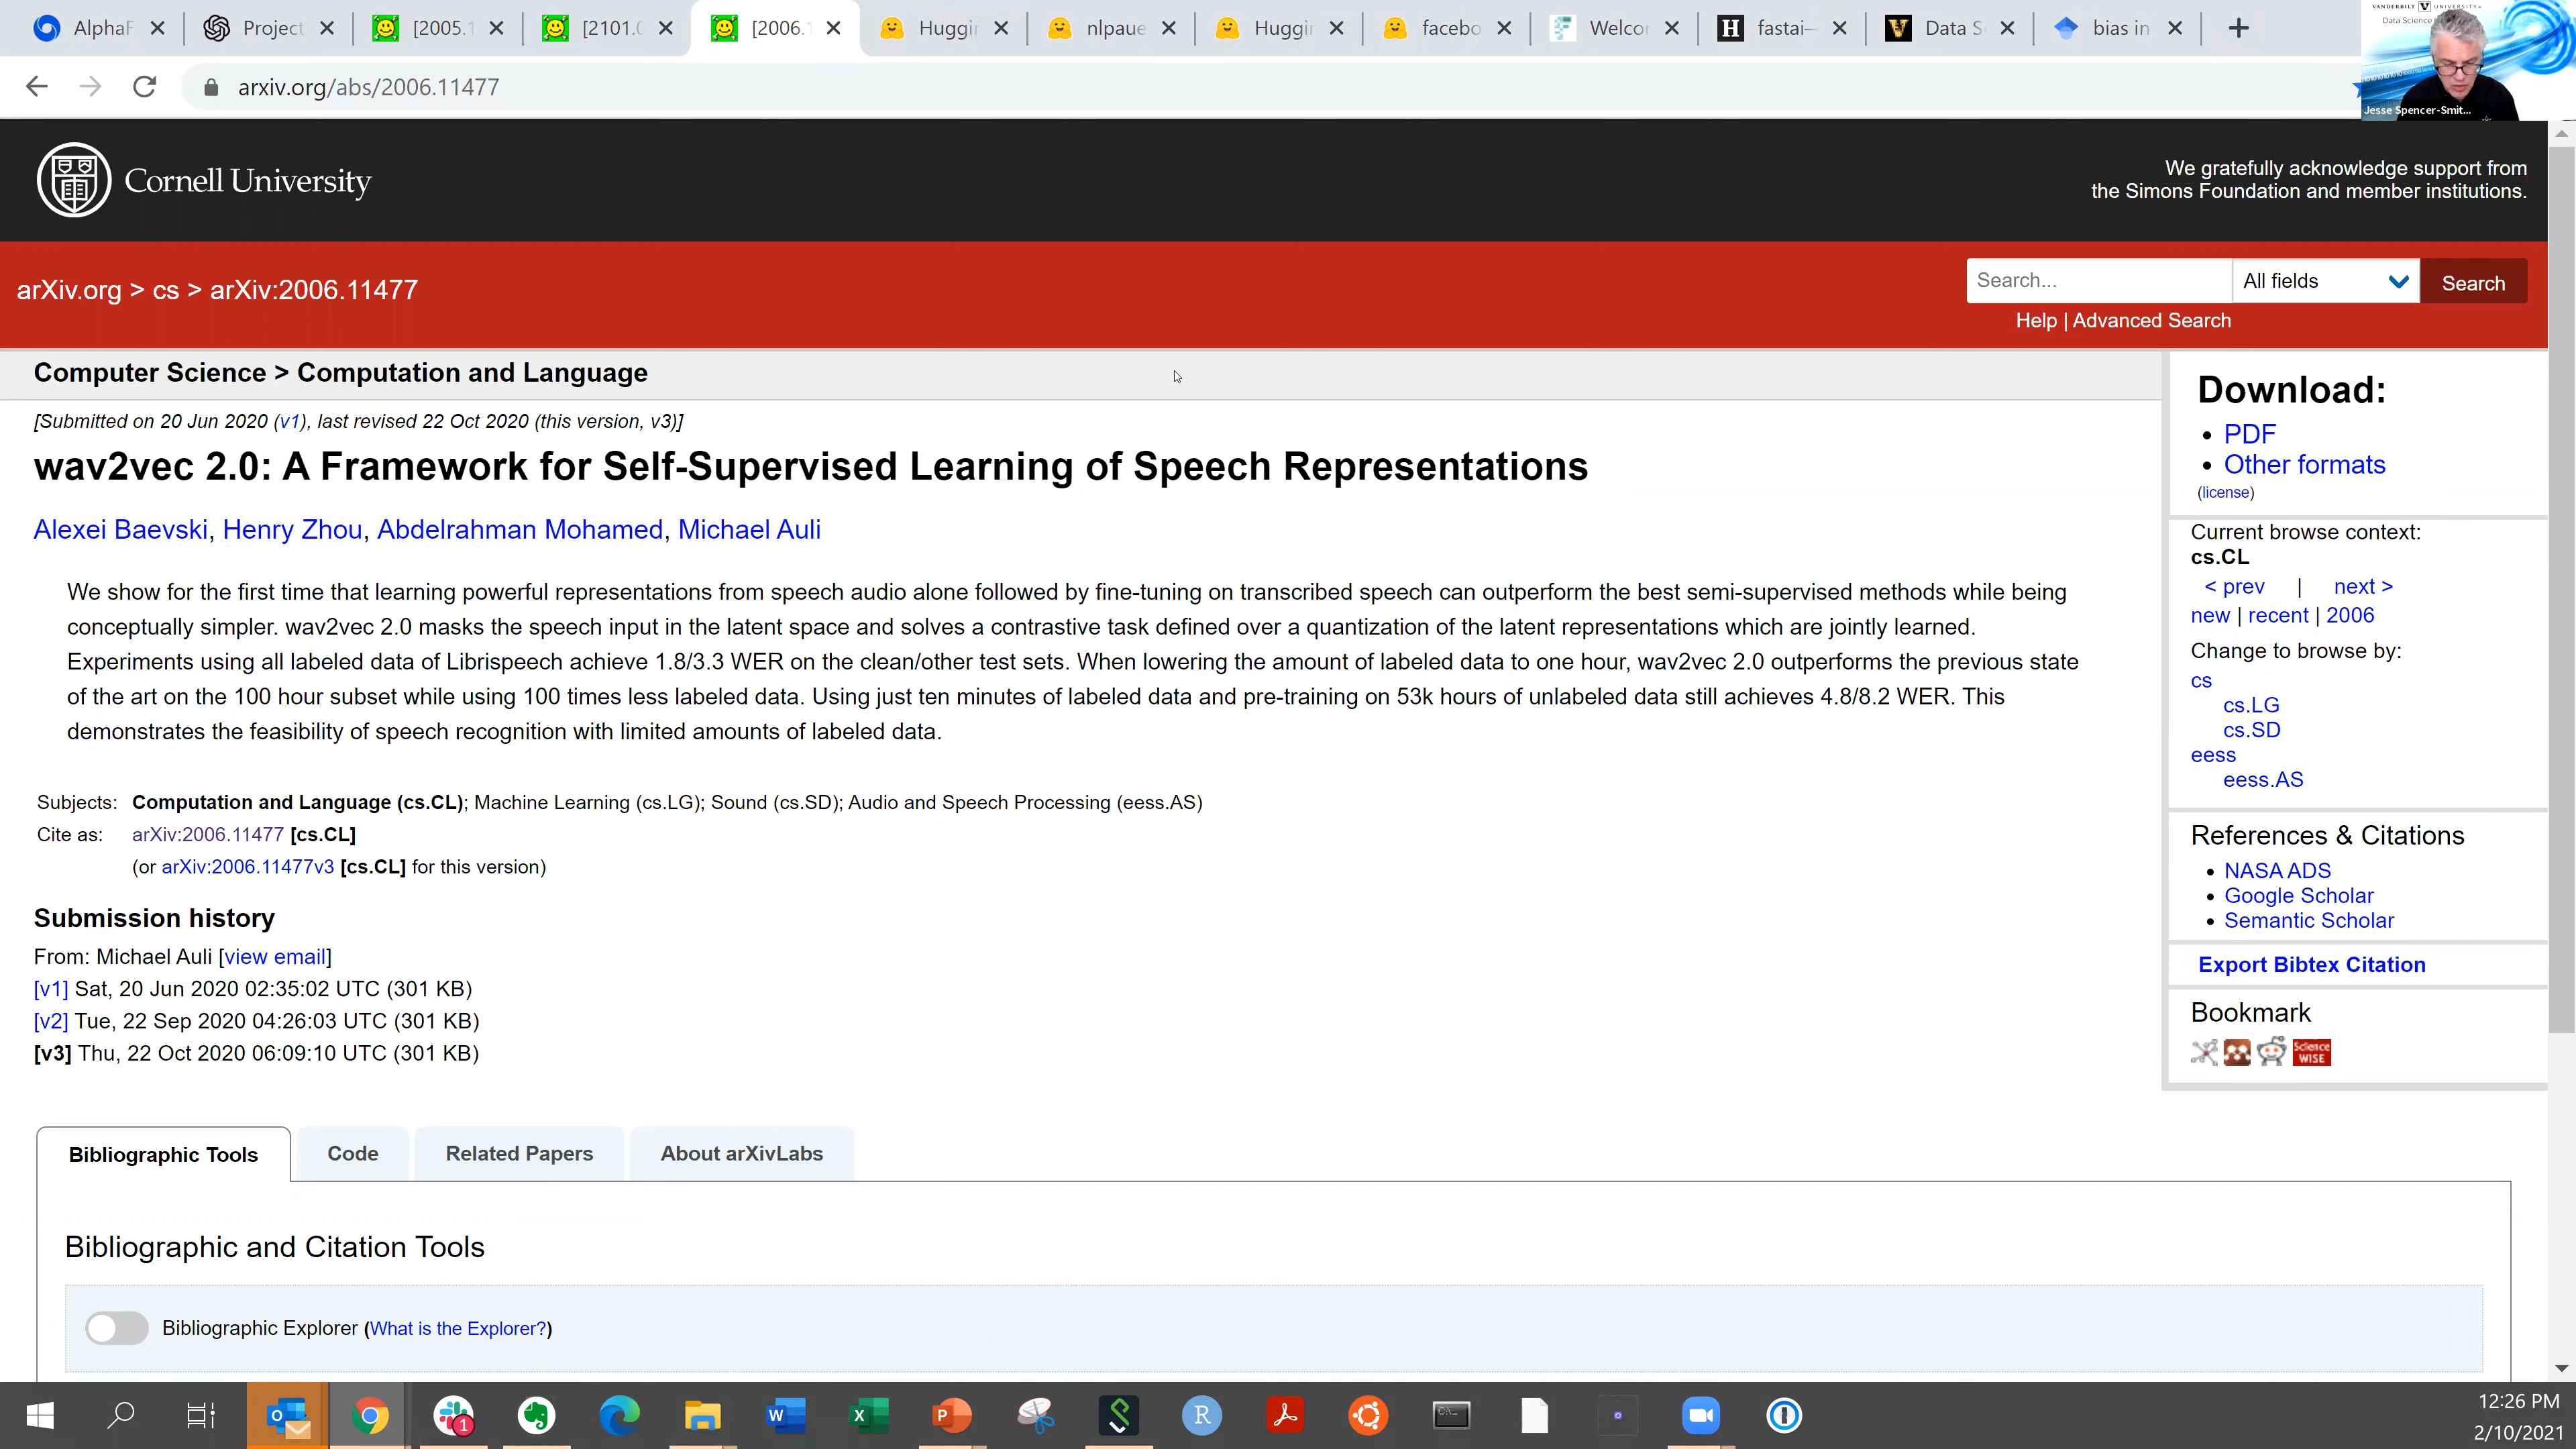 AlphaF
Project
[2005.1
[2101.0
[2006.1
Huggin
nlpaue
Huggin
facebo
Welcor
fastai—
Data S
bias in
arxiv.org/abs/2006.11477
VANDERBILT UNIVERSITY
Data Science
Jesse Spencer-Smit...
Cornell University
We gratefully acknowledge support from
the Simons Foundation and member institutions.
arXiv.org > cs > arXiv:2006.11477
Search...
All fields
Search
Help | Advanced Search
Computer Science > Computation and Language
[Submitted on 20 Jun 2020 (v1), last revised 22 Oct 2020 (this version, v3)]
wav2vec 2.0: A Framework for Self-Supervised Learning of Speech Representations
Alexei Baevski, Henry Zhou, Abdelrahman Mohamed, Michael Auli
We show for the first time that learning powerful representations from speech audio alone followed by fine-tuning on transcribed speech can outperform the best semi-supervised methods while being
conceptually simpler. wav2vec 2.0 masks the speech input in the latent space and solves a contrastive task defined over a quantization of the latent representations which are jointly learned.
Experiments using all labeled data of Librispeech achieve 1.8/3.3 WER on the clean/other test sets. When lowering the amount of labeled data to one hour, wav2vec 2.0 outperforms the previous state
of the art on the 100 hour subset while using 100 times less labeled data. Using just ten minutes of labeled data and pre-training on 53k hours of unlabeled data still achieves 4.8/8.2 WER. This
demonstrates the feasibility of speech recognition with limited amounts of labeled data.
Subjects: Computation and Language (cs.CL); Machine Learning (cs.LG); Sound (cs.SD); Audio and Speech Processing (eess.AS)
Cite as: arXiv:2006.11477 [cs.CL]
(or arXiv:2006.11477v3 [cs.CL] for this version)
Submission history
From: Michael Auli [view email]
[v1] Sat, 20 Jun 2020 02:35:02 UTC (301 KB)
[v2] Tue, 22 Sep 2020 04:26:03 UTC (301 KB)
[v3] Thu, 22 Oct 2020 06:09:10 UTC (301 KB)
Download:
PDF
Other formats
(license)
Current browse context:
cs.CL
< prev | next >
new | recent | 2006
Change to browse by:
cs
cs.LG
cs.SD
eess
eess.AS
References & Citations
NASA ADS
Google Scholar
Semantic Scholar
Export Bibtex Citation
Bookmark
Science
WISE
Bibliographic Tools
Code
Related Papers
About arXivLabs
Bibliographic and Citation Tools
Bibliographic Explorer (What is the Explorer?)
12:26 PM
2/10/2021